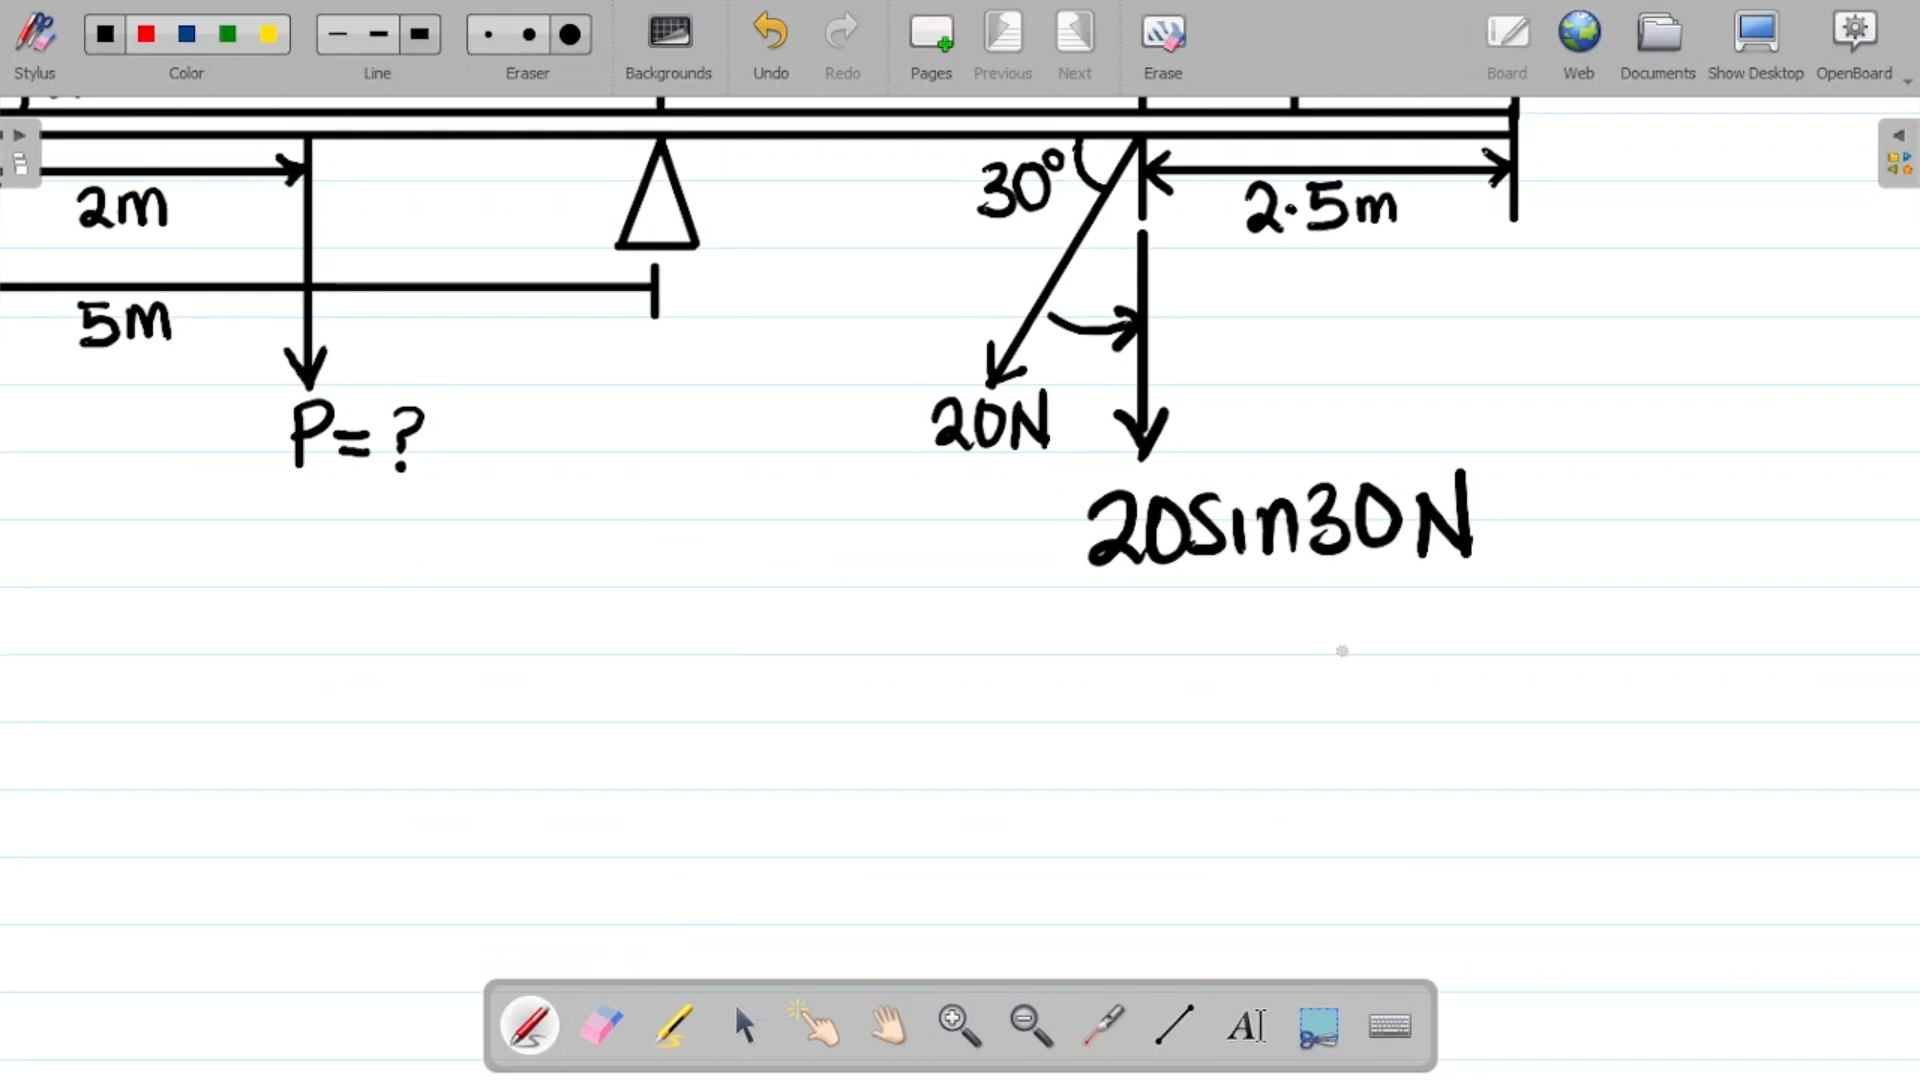 Stylus
Color
Line
Eraser
Backgrounds
Undo
Redo
Pages
Previous
Next
Erase
Board
Web
Documents
Show Desktop
OpenBoard
30°
2m
2.5m
5m
P=?
20N
20sin30N
AI